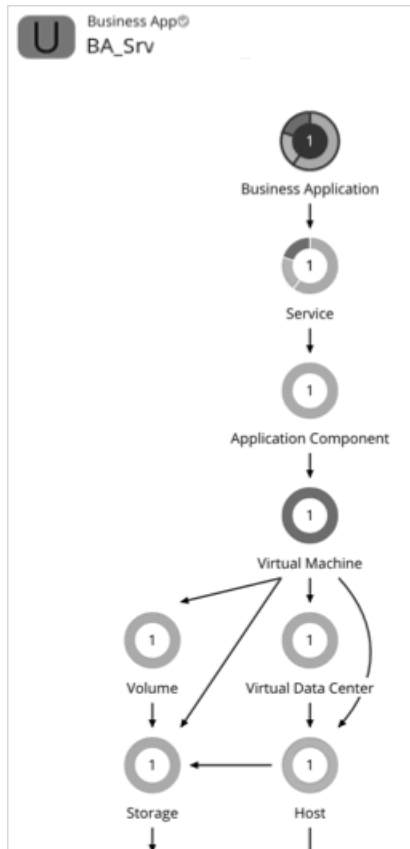 U
Business App
BA_Srv
1
Business Application
1
Service
1
Application Component
1
Virtual Machine
1
1
Volume
Virtual Data Center
1
1
Storage
Host